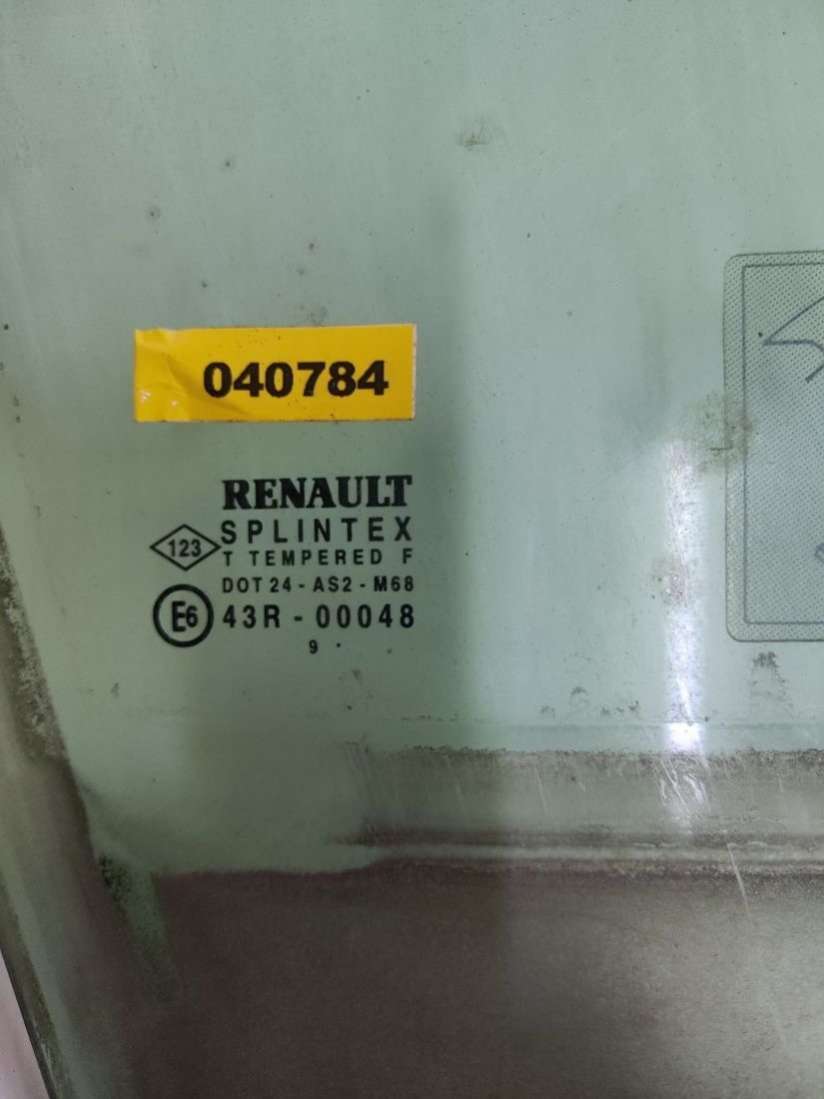 040784
RENAULT
SPLINTEX
123
T TEMPERED F
DOT 24 - AS2 - M68
E6 43R - 00048
9 .